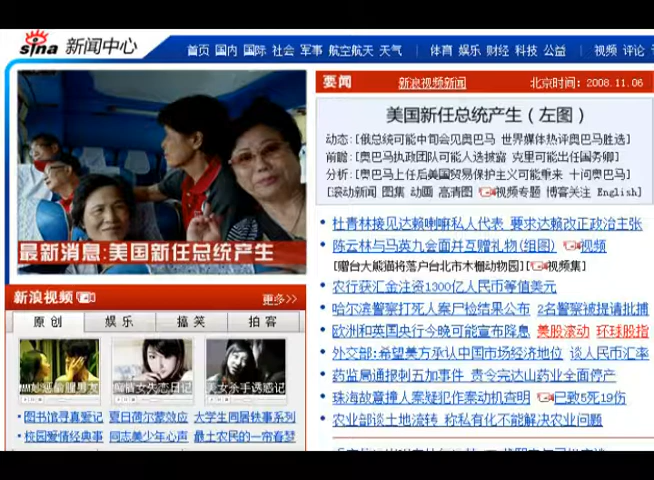 sina 新闻中心
首页 国内 国际 社会 军事 航空航天 天气 | 体育 娱乐 财经 科技 公益 | 视频 评论
要闻 新浪视频新闻 北京时间：2008.11.06
美国新任总统产生（左图）
动态:[俄总统可能中旬会见奥巴马 世界媒体热评奥巴马胜选]
前瞻:[奥巴马执政团队可能人选披露 克里可能出任国务卿]
分析:[奥巴马上任后美国贸易保护主义可能重来 十问奥巴马]
[滚动新闻 图集 动画 高清图 视频专题 博客关注 English]
杜青林接见达赖喇嘛私人代表 要求达赖改正政治主张
陈云林与马英九会面并互赠礼物(组图) 视频
[赠台大熊猫将落户台北市木栅动物园][视频集]
农行获汇金注资1300亿人民币等值美元
哈尔滨警察打死人案尸检结果公布 2名警察被提请批捕
欧洲和英国央行今晚可能宣布降息 美股滚动 环球股指
外交部:希望美方承认中国市场经济地位 谈人民币汇率
药监局通报刺五加事件 责令完达山药业全面停产
珠海故意撞人案疑犯作案动机查明 已致5死19伤
农业部谈土地流转 称私有化不能解决农业问题
最新消息:美国新任总统产生
新浪视频 更多>>
原创 娱乐 搞笑 拍客
痴情女失恋日记
美女杀手诱惑记
图书馆寻真爱记 夏日荷尔蒙效应 大学生同居轶事系列
校园爱情经典事 同志美少年心声 最土农民的一帘春梦